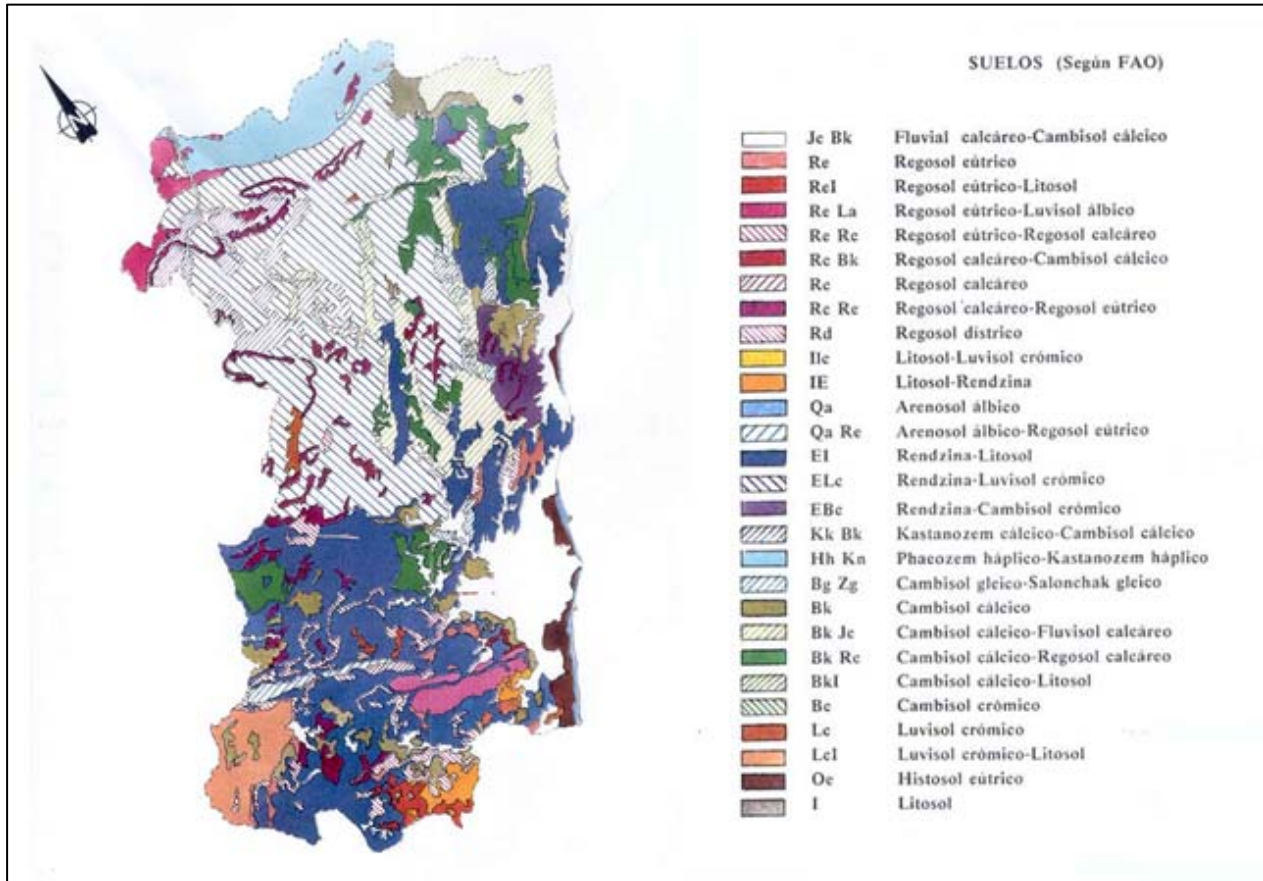 SUELOS (Según FAO)
Je Bk Fluvial calcáreo-Cambisol cálcico
Re Regosol eútrico
ReI Regosol eútrico-Litosol
Re La Regosol eútrico-Luvisol álbico
Re Rc Regosol eútrico-Regosol calcáreo
Rc Bk Regosol calcáreo-Cambisol cálcico
Rc Regosol calcáreo
Rc Re Regosol calcáreo-Regosol eútrico
Rd Regosol dístrico
Ilc Litosol-Luvisol crómico
IE Litosol-Rendzina
Qa Arenosol álbico
Qa Re Arenosol álbico-Regosol eútrico
EI Rendzina-Litosol
ELc Rendzina-Luvisol crómico
EBc Rendzina-Cambisol crómico
Kk Bk Kastanozem cálcico-Cambisol cálcico
Hh Kn Phaeozem háplico-Kastanozem háplico
Bg Zg Cambisol gleico-Salonchak gleico
Bk Cambisol cálcico
Bk Jc Cambisol cálcico-Fluvisol calcáreo
Bk Rc Cambisol cálcico-Regosol calcáreo
BkI Cambisol cálcico-Litosol
Bc Cambisol crómico
Lc Luvisol crómico
LcI Luvisol crómico-Litosol
Oe Histosol eútrico
I Litosol